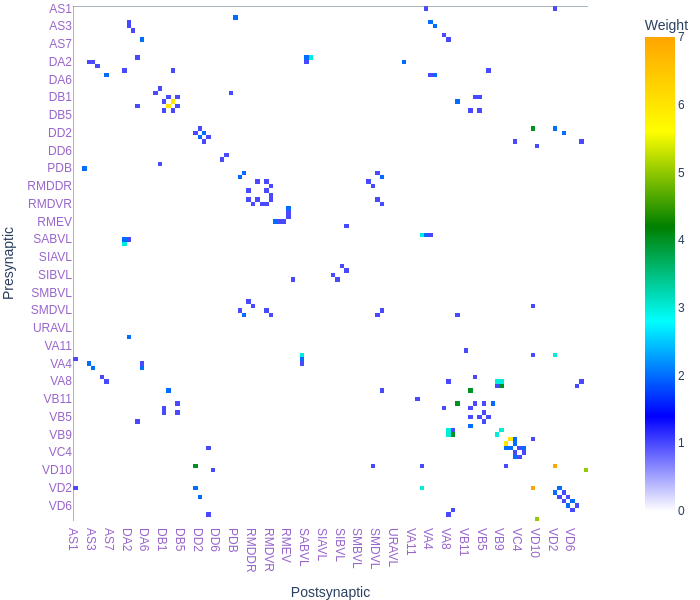 Weight
7
6
5
4
3
2
1
0
Presynaptic
AS1
AS3
AS7
DA2
DA6
DB1
DB5
DD2
DD6
PDB
RMDDR
RMDVR
RMEV
SABVL
SIAVL
SIBVL
SMBVL
SMDVL
URAVL
VA11
VA4
VA8
VB11
VB5
VB9
VC4
VD10
VD2
VD6
AS1
AS3
AS7
DA2
DA6
DB1
DB5
DD2
DD6
PDB
RMDDR
RMDVR
RMEV
SABVL
SIAVL
SIBVL
SMBVL
SMDVL
URAVL
VA11
VA4
VA8
VB11
VB5
VB9
VC4
VD10
VD2
VD6
Postsynaptic